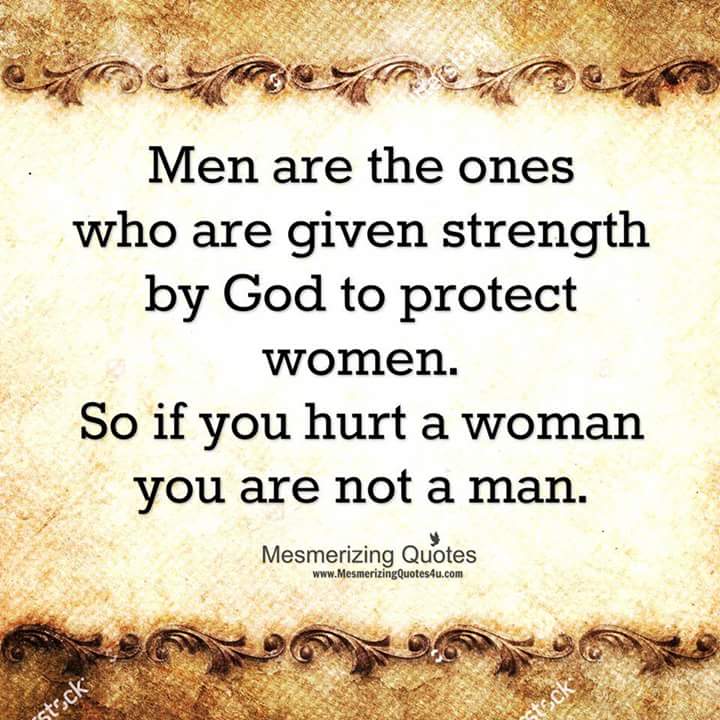 Men are the ones
who are given strength
by God to protect
women.
So if you hurt a woman
you are not a man.
Mesmerizing Quotes
www.MesmerizingQuotes4u.com